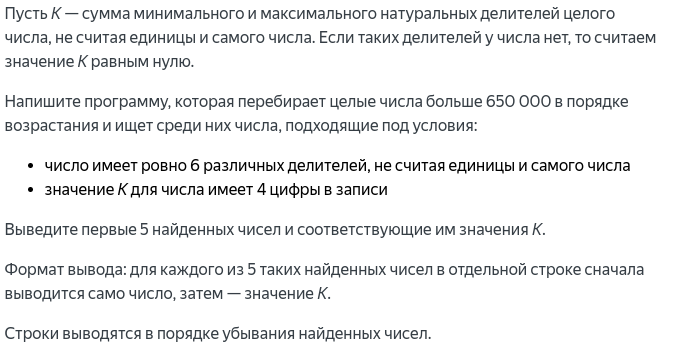 Пусть K — сумма минимального и максимального натуральных делителей целого
числа, не считая единицы и самого числа. Если таких делителей у числа нет, то считаем
значение K равным нулю.
Напишите программу, которая перебирает целые числа больше 650 000 в порядке
возрастания и ищет среди них числа, подходящие под условия:
• число имеет ровно 6 различных делителей, не считая единицы и самого числа
• значение K для числа имеет 4 цифры в записи
Выведите первые 5 найденных чисел и соответствующие им значения K.
Формат вывода: для каждого из 5 таких найденных чисел в отдельной строке сначала
выводится само число, затем — значение K.
Строки выводятся в порядке убывания найденных чисел.